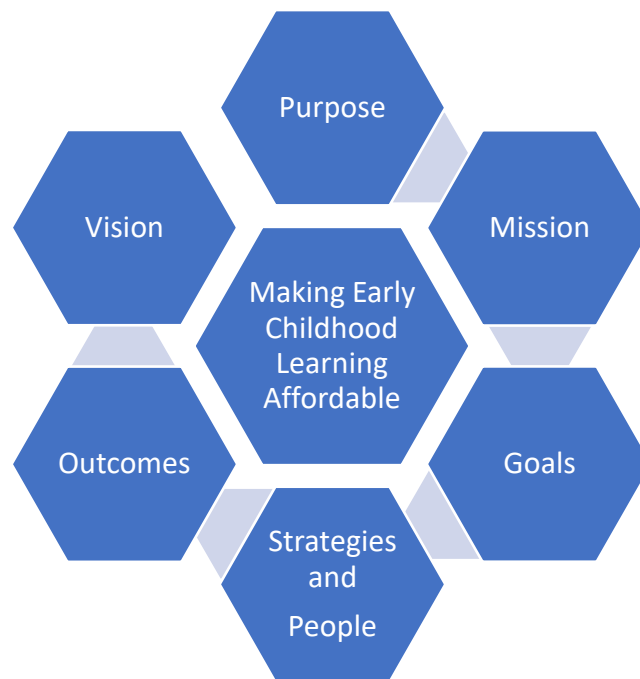 Purpose
Vision
Mission
Making Early
Childhood
Learning
Affordable
Outcomes
Goals
Strategies
and
People